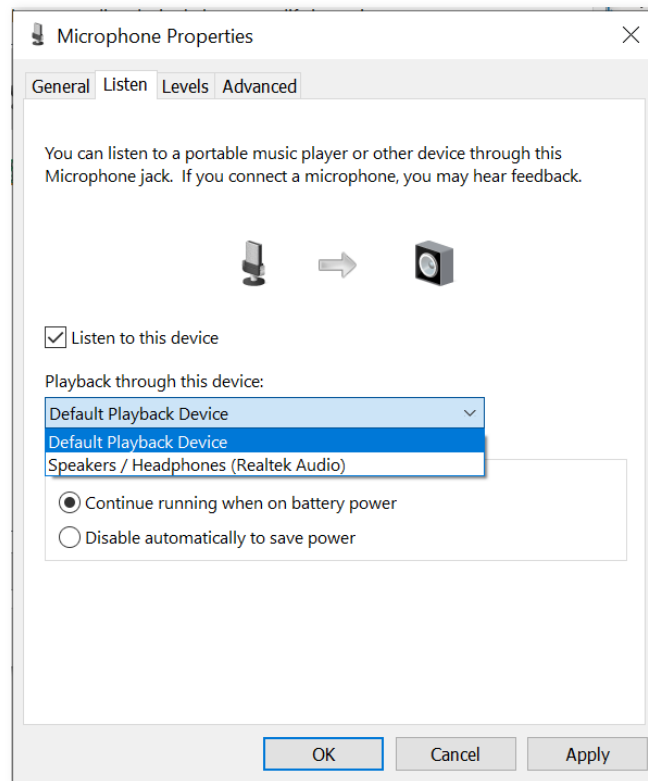 Microphone Properties
General Listen Levels Advanced
You can listen to a portable music player or other device through this
Microphone jack. If you connect a microphone, you may hear feedback.
Listen to this device
Playback through this device:
Default Playback Device
Default Playback Device
Speakers / Headphones (Realtek Audio)
Continue running when on battery power
Disable automatically to save power
OK Cancel Apply